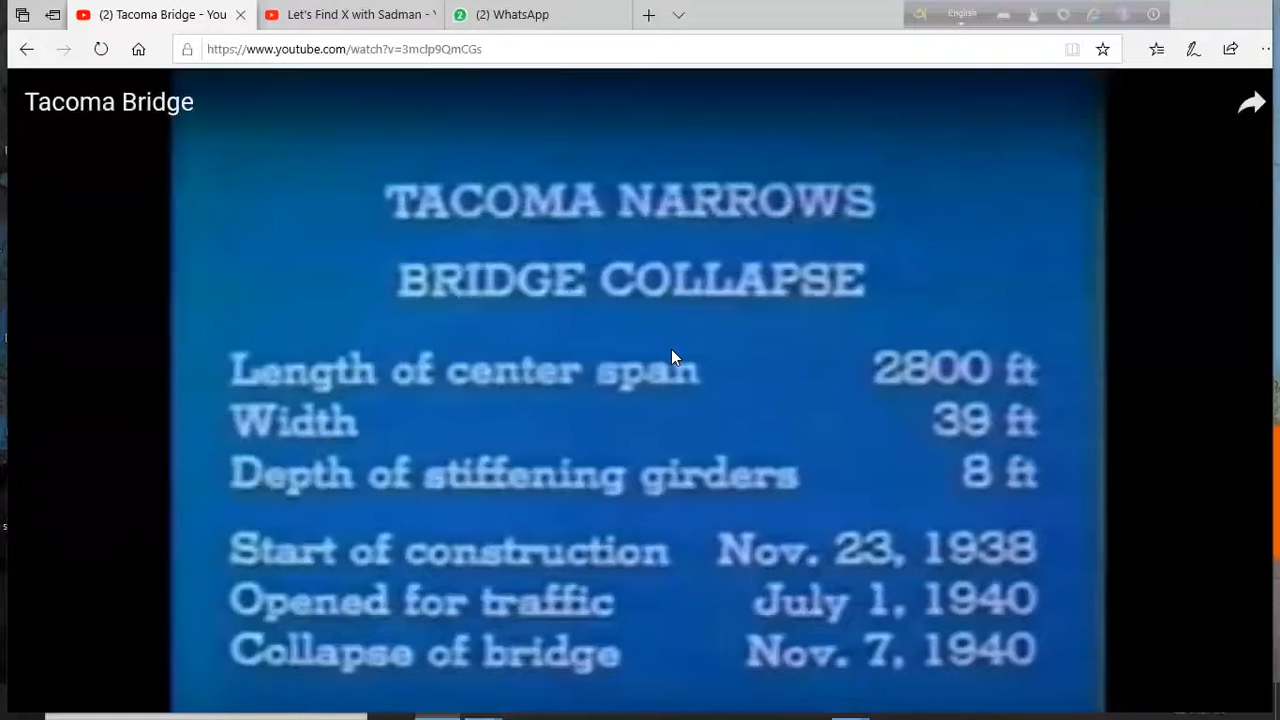 (2) Tacoma Bridge - You
Let's Find X with Sadman - Y
(2) WhatsApp
English
https://www.youtube.com/watch?v=3mclp9QmCGs
Tacoma Bridge
TACOMA NARROWS
BRIDGE COLLAPSE
Length of center span 2800 ft
Width 39 ft
Depth of stiffening girders 8 ft
Start of construction Nov. 23, 1938
Opened for traffic July 1, 1940
Collapse of bridge Nov. 7, 1940